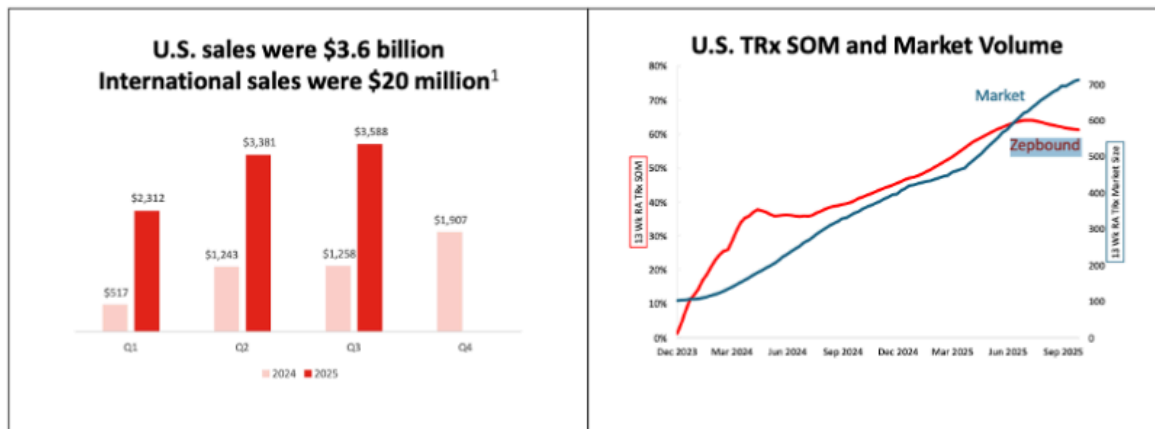 U.S. sales were $3.6 billion
International sales were $20 million¹
$517
$2,312
$1,243
$3,381
$1,258
$3,588
$1,907
Q1
Q2
Q3
Q4
2024
2025
U.S. TRx SOM and Market Volume
80%
70%
60%
50%
40%
30%
20%
10%
0%
13 Wk RA TRx SOM
Market
Zepbound
700
600
500
400
300
200
100
0
13 Wk RA TRx Market Size
Dec 2023
Mar 2024
Jun 2024
Sep 2024
Dec 2024
Mar 2025
Jun 2025
Sep 2025